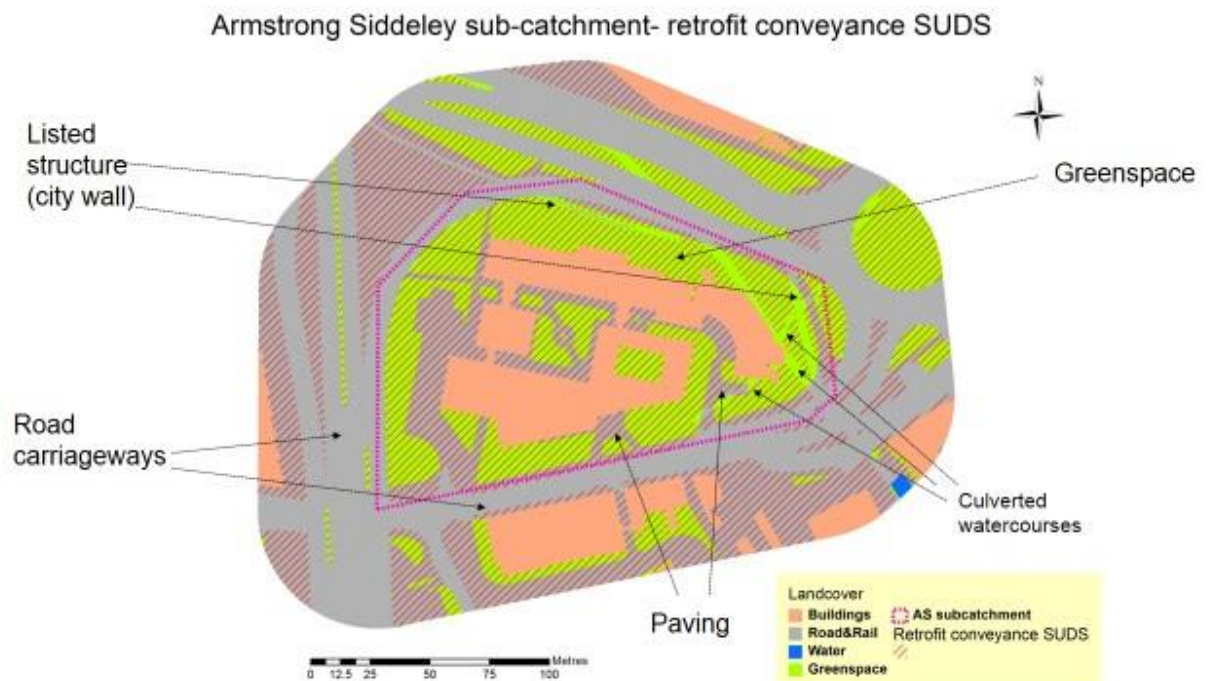 Armstrong Siddeley sub-catchment- retrofit conveyance SUDS
N
Listed
structure
(city wall)
Greenspace
Road
carriageways
Culverted
watercourses
Paving
Landcover
Buildings
Road&Rail
Water
Greenspace
AS subcatchment
Retrofit conveyance SUDS
Metres
0 12.5 25 50 75 100